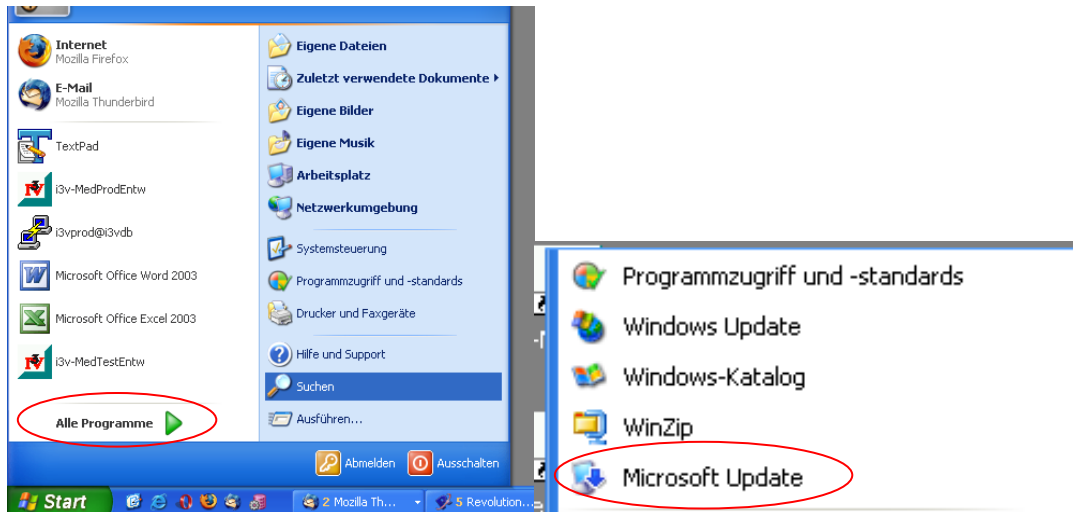 Internet
Mozilla Firefox
E-Mail
Mozilla Thunderbird
TextPad
i3v-MedProdEntw
i3vprod@i3vdb
Microsoft Office Word 2003
Microsoft Office Excel 2003
i3v-MedTestEntw
Alle Programme
Eigene Dateien
Zuletzt verwendete Dokumente
Eigene Bilder
Eigene Musik
Arbeitsplatz
Netzwerkumgebung
Systemsteuerung
Programmzugriff und -standards
Drucker und Faxgeräte
Hilfe und Support
Suchen
Ausführen...
Abmelden
Ausschalten
Start
2 Mozilla Th...
5 Revolution...
Programmzugriff und -standards
Windows Update
Windows-Katalog
WinZip
Microsoft Update